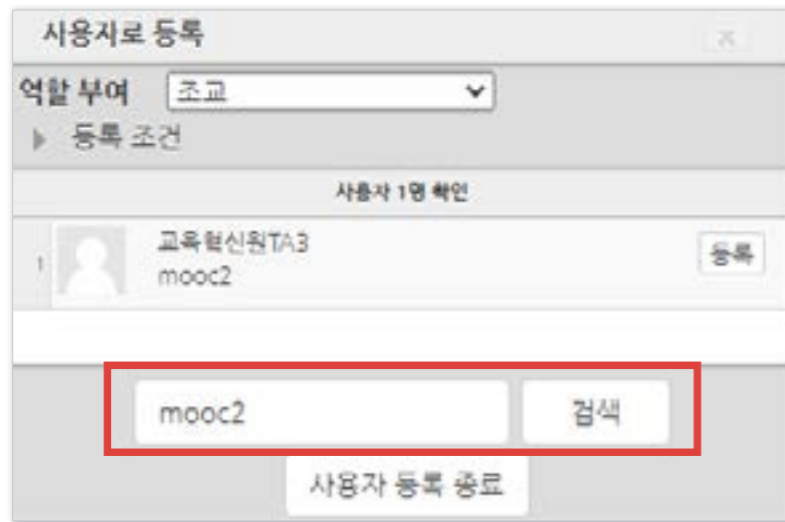 사용자로 등록
역할 부여 조교
등록 조건
사용자 1명 확인
1 교육혁신원TA3
mooc2
등록
mooc2 검색
사용자 등록 종료